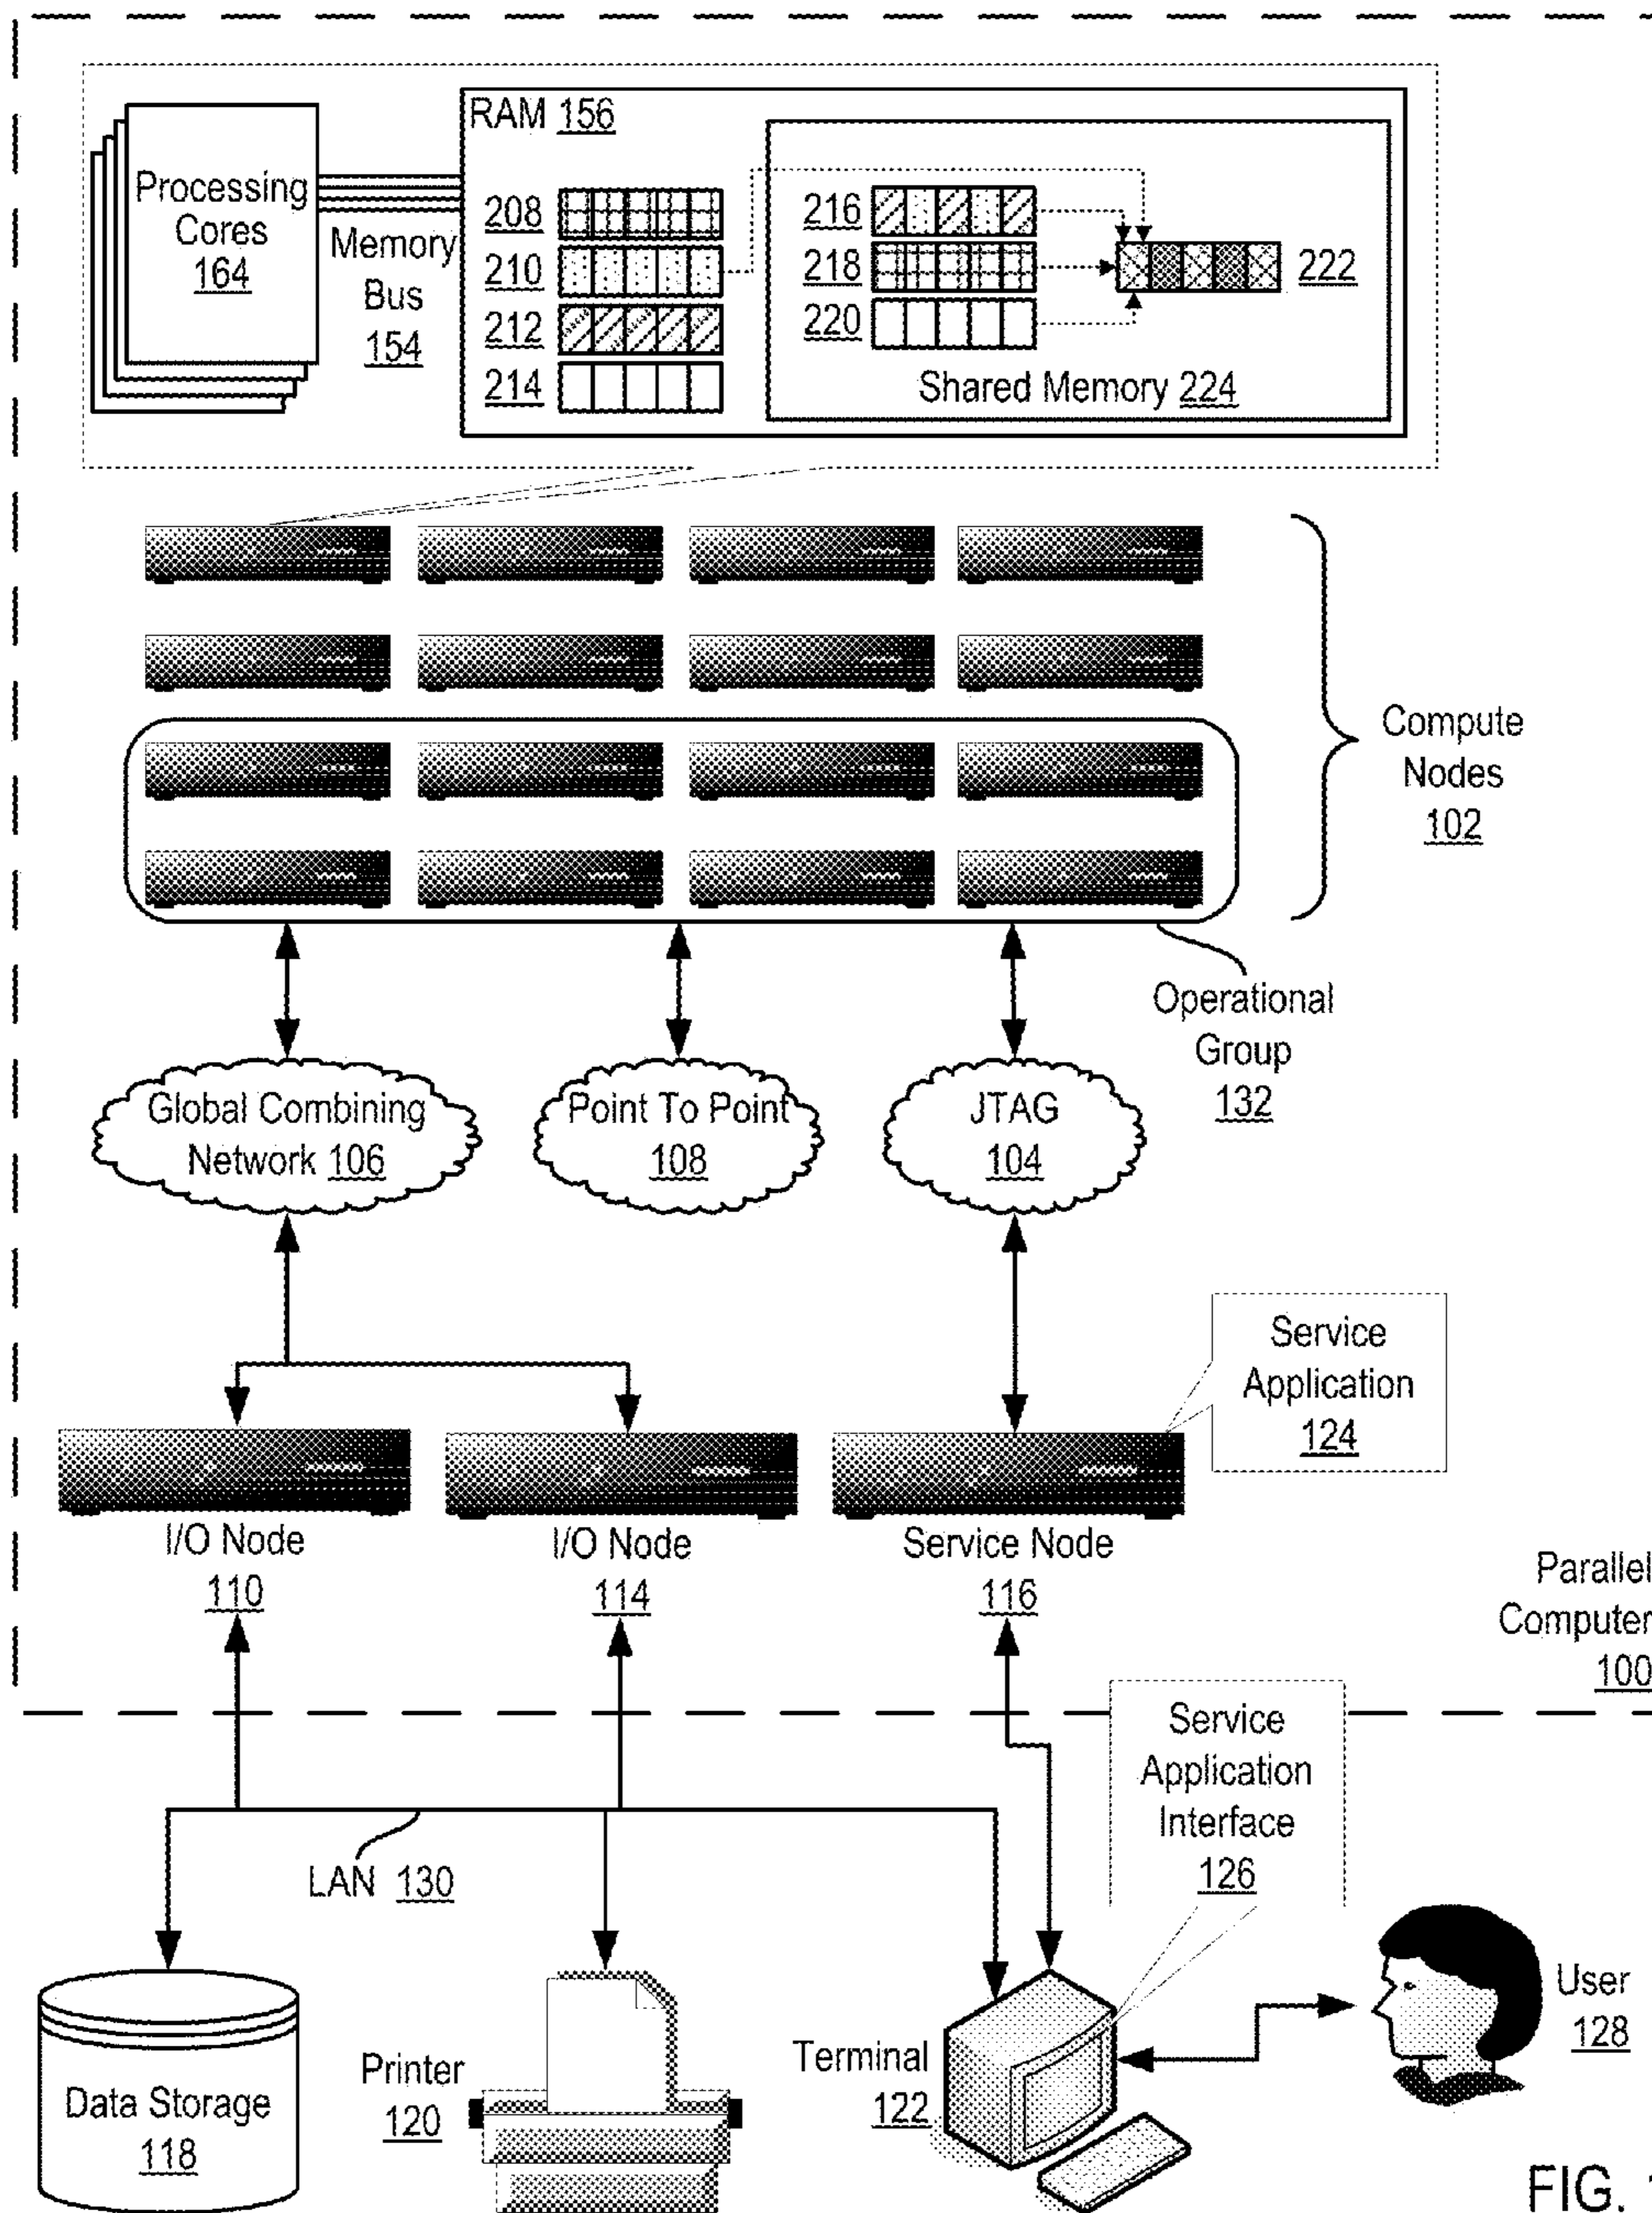 RAM 156
Processing
Cores
164
Memory
Bus
154
208
210
212
214
216
218
220
222
Shared Memory 224
Compute
Nodes
102
Operational
Group
132
Global Combining
Network 106
Point To Point
108
JTAG
104
Service
Application
124
I/O Node
110
I/O Node
114
Service Node
116
Parallel
Computer
100
Service
Application
Interface
126
LAN 130
Data Storage
118
Printer
120
Terminal
122
User
128
FIG. 1